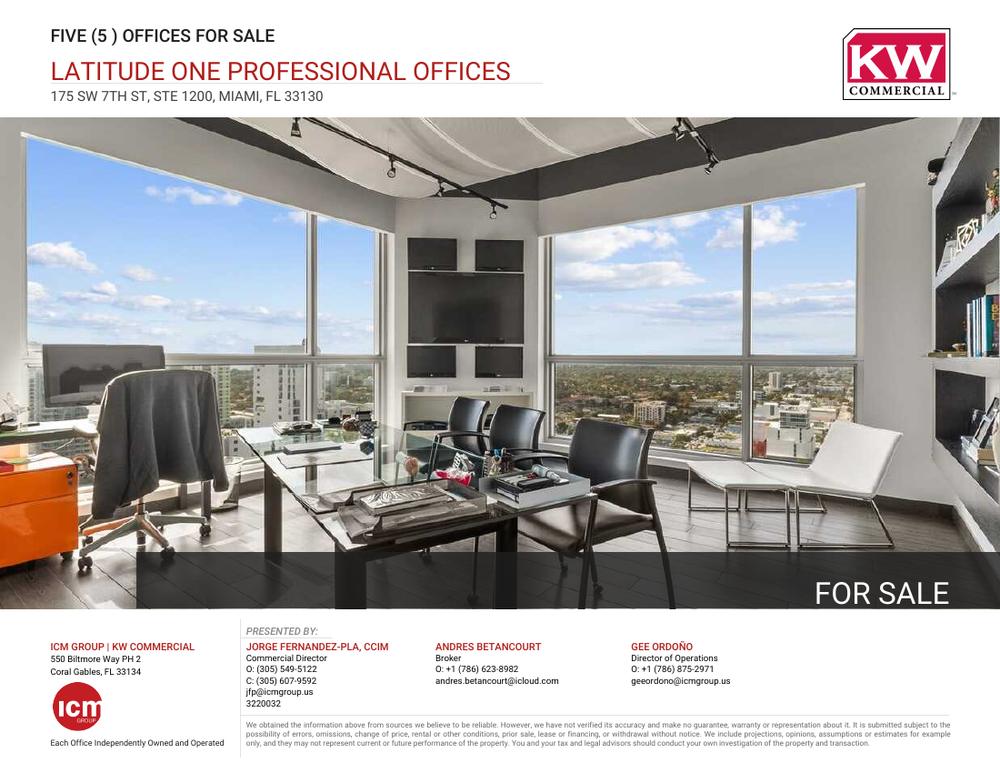 FIVE (5 ) OFFICES FOR SALE
LATITUDE ONE PROFESSIONAL OFFICES
175 SW 7TH ST, STE 1200, MIAMI, FL 33130
KW
COMMERCIAL
FOR SALE
ICM GROUP | KW COMMERCIAL
550 Biltmore Way PH 2
Coral Gables, FL 33134
icm
GROUP
Each Office Independently Owned and Operated
PRESENTED BY:
JORGE FERNANDEZ-PLA, CCIM
Commercial Director
O: (305) 549-5122
C: (305) 607-9592
jfp@icmgroup.us
3220032
ANDRES BETANCOURT
Broker
O: +1 (786) 623-8982
andres.betancourt@icloud.com
GEE ORDOÑO
Director of Operations
O: +1 (786) 875-2971
geeordono@icmgroup.us
We obtained the information above from sources we believe to be reliable. However, we have not verified its accuracy and make no guarantee, warranty or representation about it. It is submitted subject to the
possibility of errors, omissions, change of price, rental or other conditions, prior sale, lease or financing, or withdrawal without notice. We include projections, opinions, assumptions or estimates for example
only, and they may not represent current or future performance of the property. You and your tax and legal advisors should conduct your own investigation of the property and transaction.